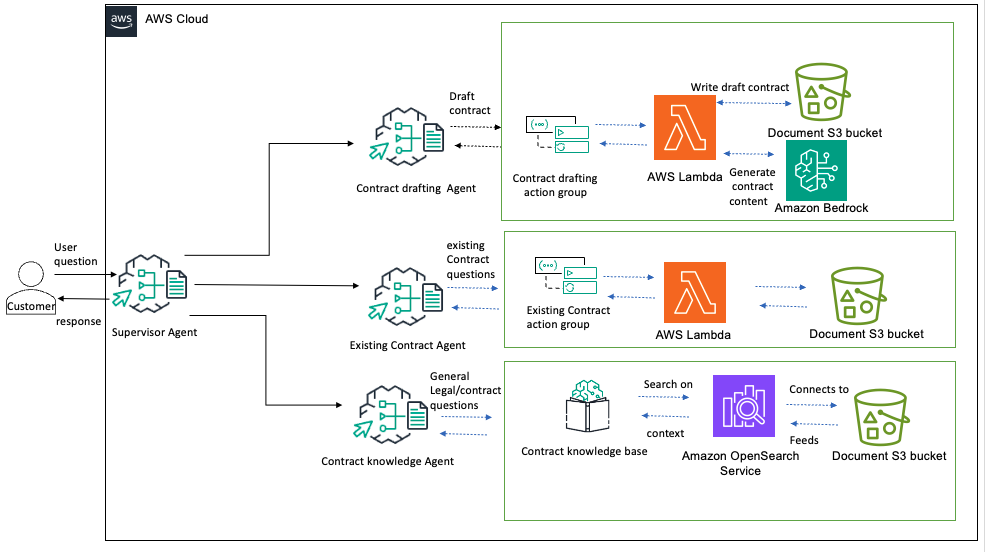 aws
AWS Cloud
Draft
contract
Write draft contract
Document S3 bucket
Contract drafting Agent
Contract drafting
action group
AWS Lambda
Generate
contract
content
Amazon Bedrock
User
question
Customer
response
Supervisor Agent
existing
Contract
questions
Existing Contract Agent
Existing Contract
action group
AWS Lambda
Document S3 bucket
General
Legal/contract
questions
Contract knowledge Agent
Contract knowledge base
Search on
context
Amazon OpenSearch
Service
Connects to
Feeds
Document S3 bucket